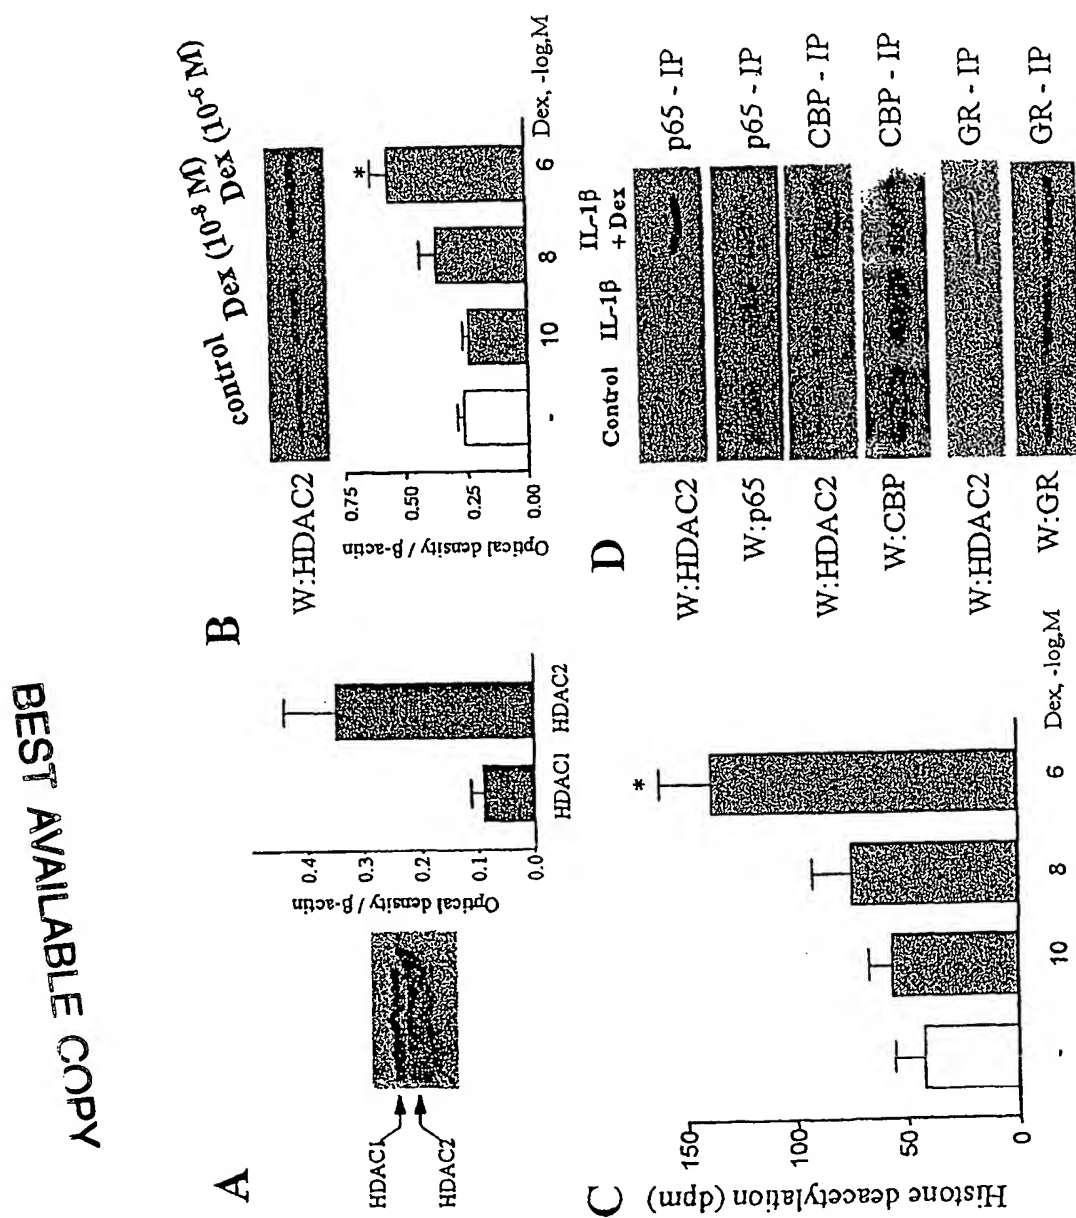 BEST AVAILABLE COPY
A
HDAC1
HDAC2
Optical density / β-actin
0.4
0.3
0.2
0.1
0.0
HDAC1 HDAC2
B
control
Dex (10-8 M)
Dex (10-6 M)
W:HDAC2
Optical density / β-actin
0.75
0.25
0.00
*
- 10 8 6 Dex, -log,M
C
Histone deacetylation (dpm)
150
100
50
0
*
- 10 8 6 Dex, -log,M
D
Control IL-1β IL-1β
+Dex
W:HDAC2 p65 - IP
W:p65 p65 - IP
W:HDAC2 CBP - IP
W:CBP CBP - IP
W:HDAC2 GR - IP
W:GR GR - IP